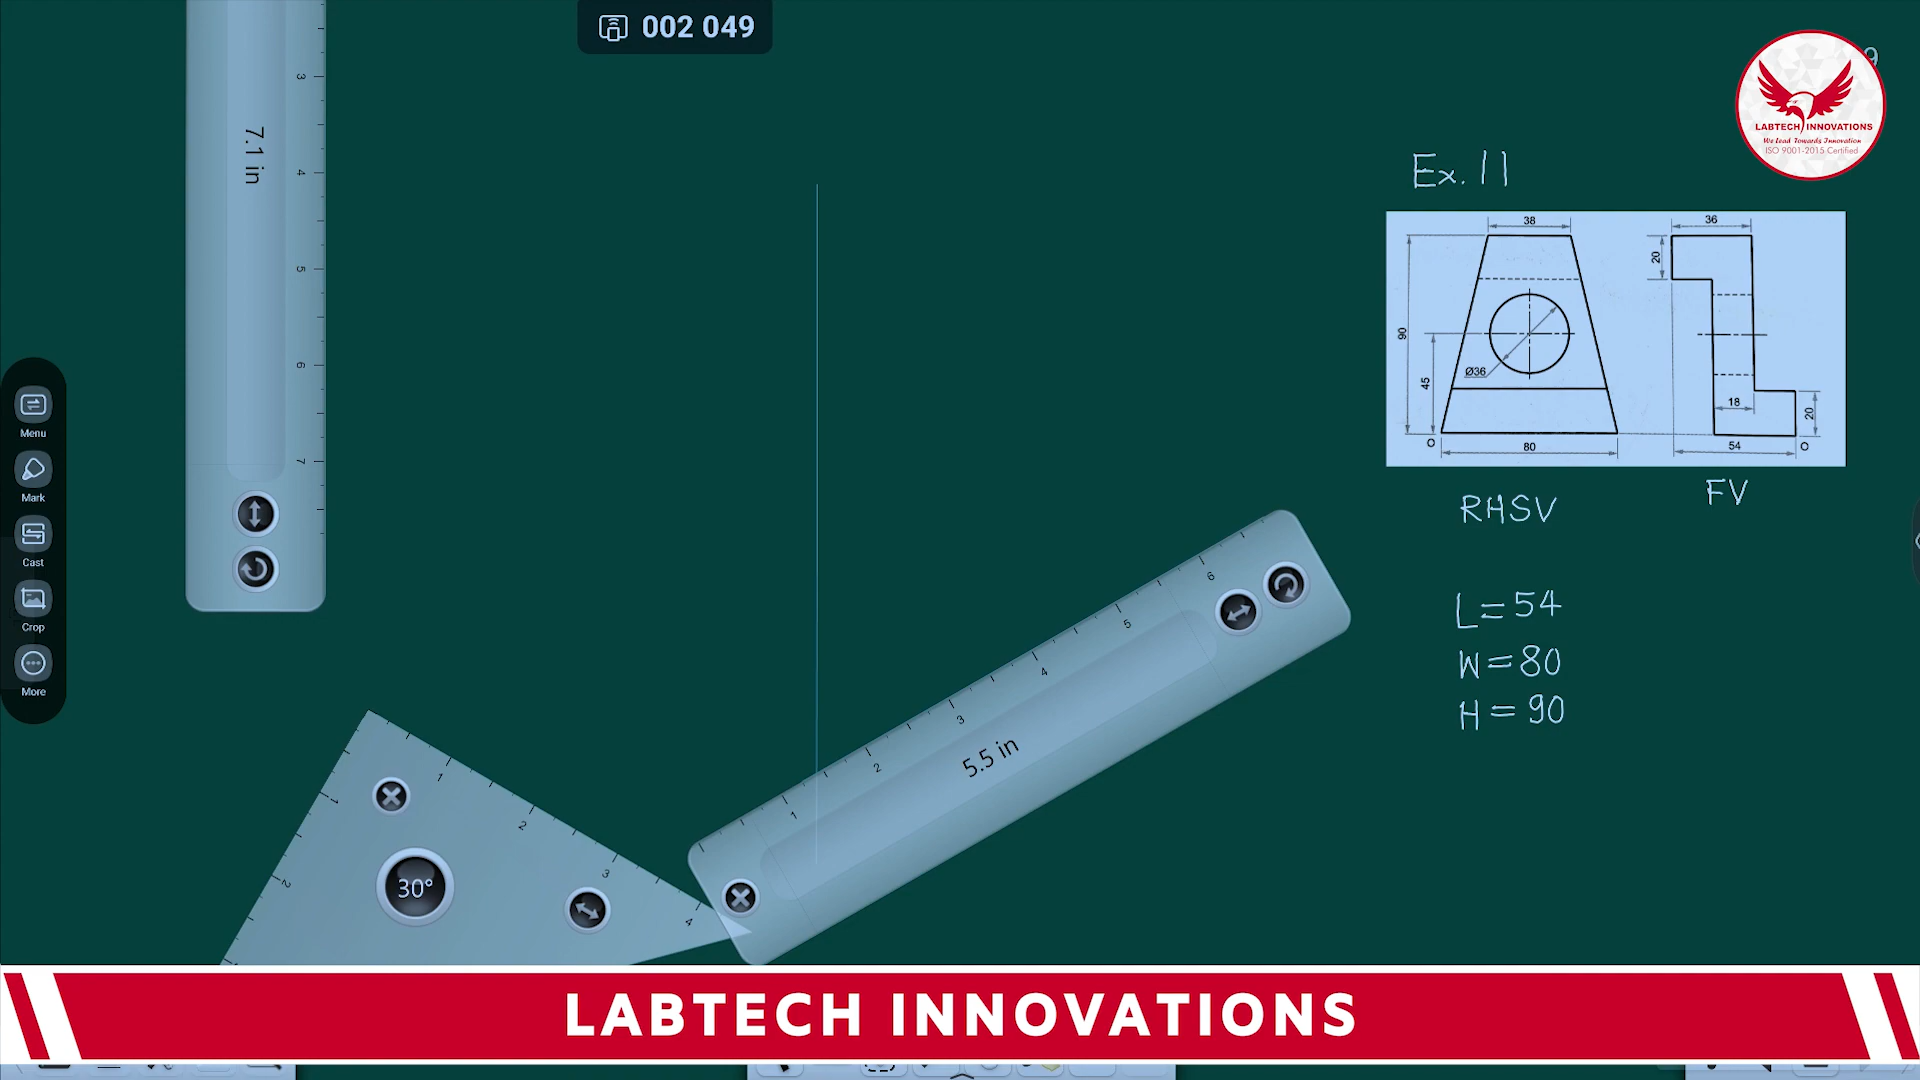 002 049
3
4
5
6
7
7.1 in
9
LABTECH INNOVATIONS
We Lead Towards Innovation
ISO 9001-2015 Certified
Ex. 11
38
36
20
90
45
Ø36
18
20
O
80
54
O
RHSV
FV
L = 54
W = 80
H = 90
Menu
Mark
Cast
Crop
More
1
2
3
4
1
2
30°
1
2
3
4
5
6
5.5 in
LABTECH INNOVATIONS